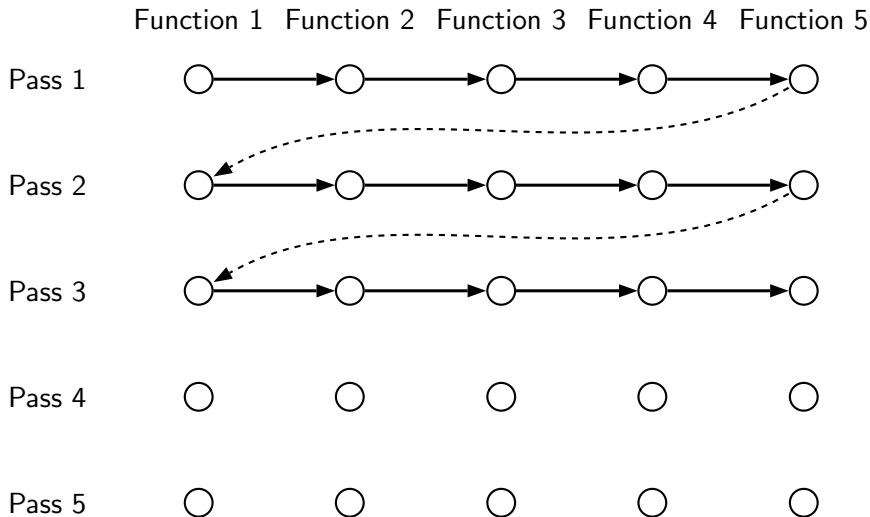 Function 1 Function 2 Function 3 Function 4 Function 5
Pass 1
Pass 2
Pass 3
Pass 4
Pass 5